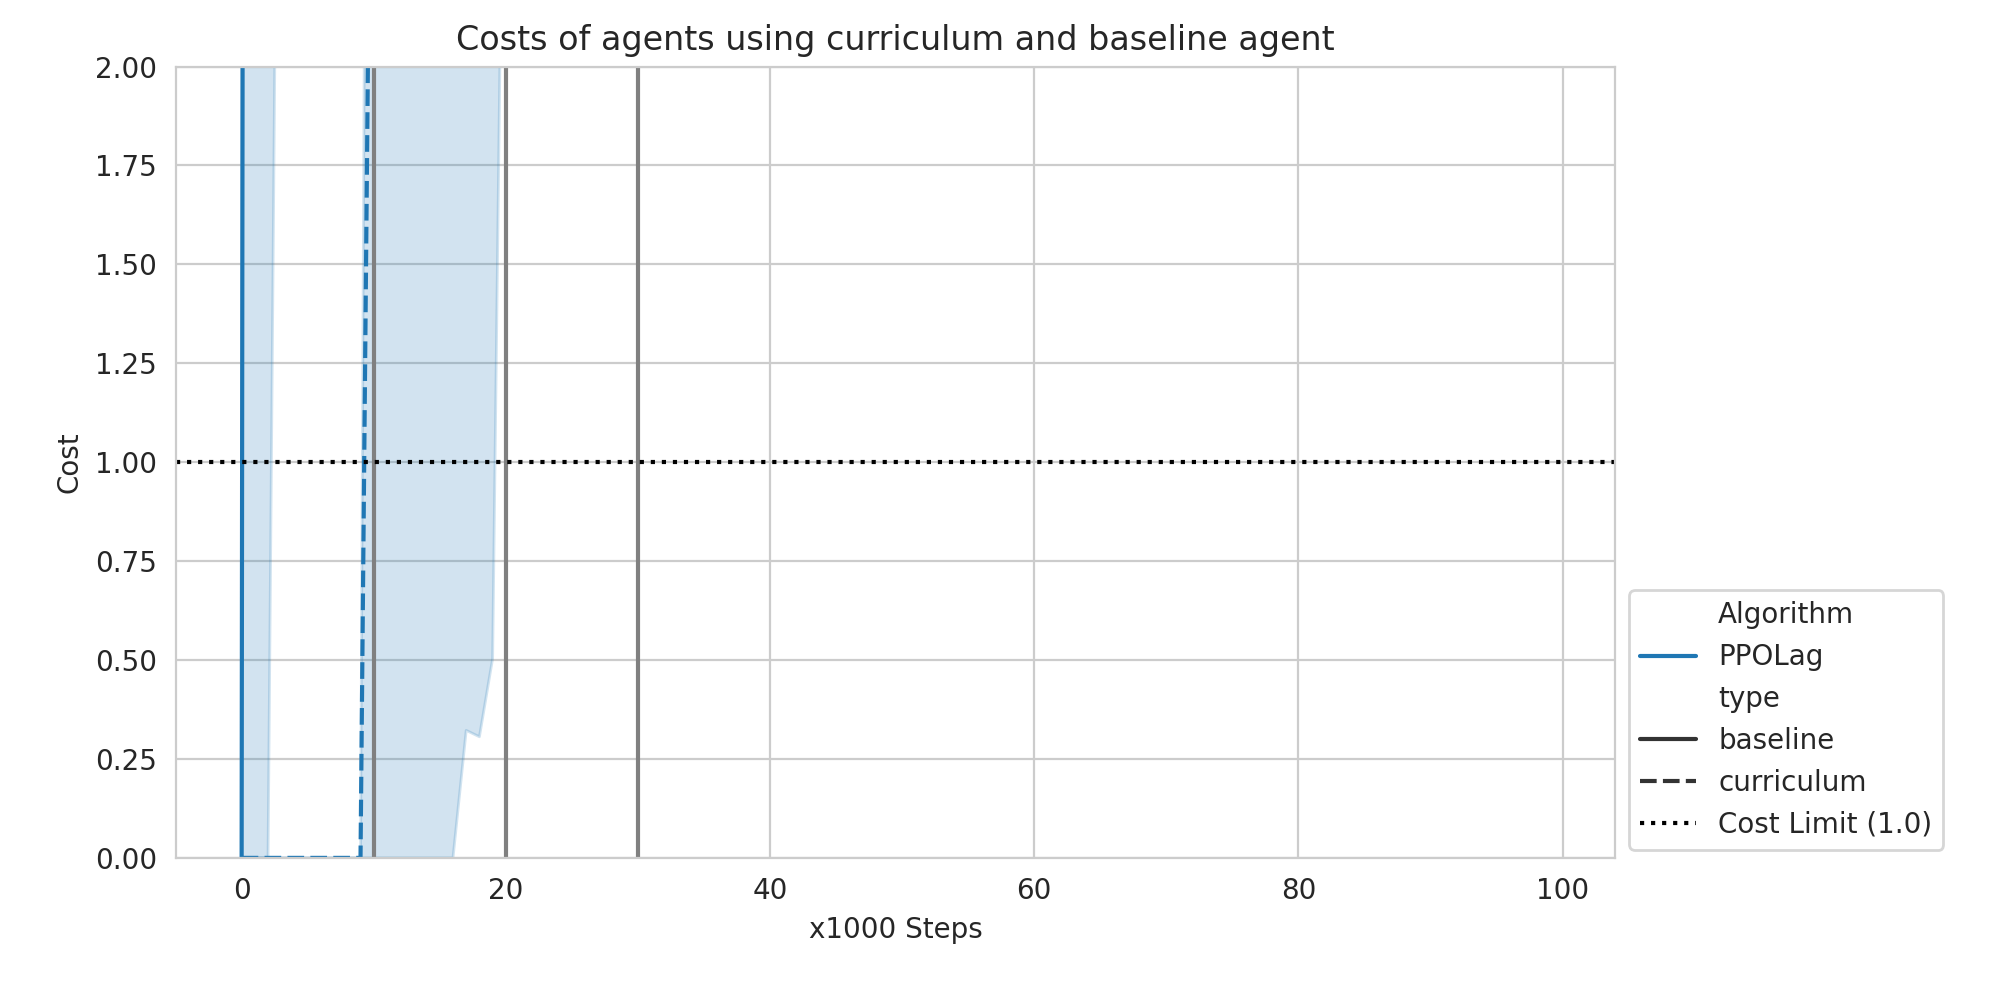 Costs of agents using curriculum and baseline agent
2.00
1.75
1.50
1.25
1.00
0.75
0.50
0.25
0.00
Cost
0 20 40 60 80 100
x1000 Steps
Algorithm
PPOLag
type
baseline
curriculum
Cost Limit (1.0)